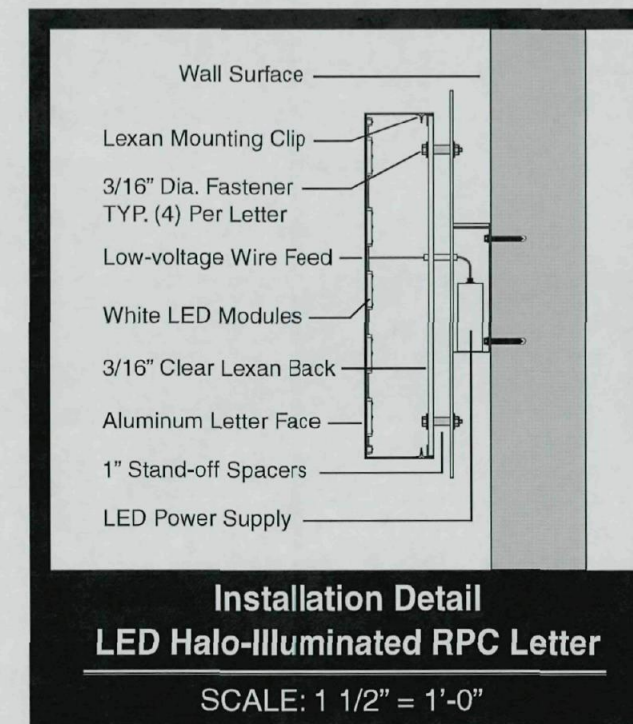 Wall Surface
Lexan Mounting Clip
3/16” Dia. Fastener
TYP. (4) Per Letter
Low-voltage Wire Feed
White LED Modules
3/16” Clear Lexan Back
Aluminum Letter Face
1” Stand-off Spacers
LED Power Supply
Installation Detail
LED Halo-Illuminated RPC Letter
SCALE: 1 1/2” = 1’-0”